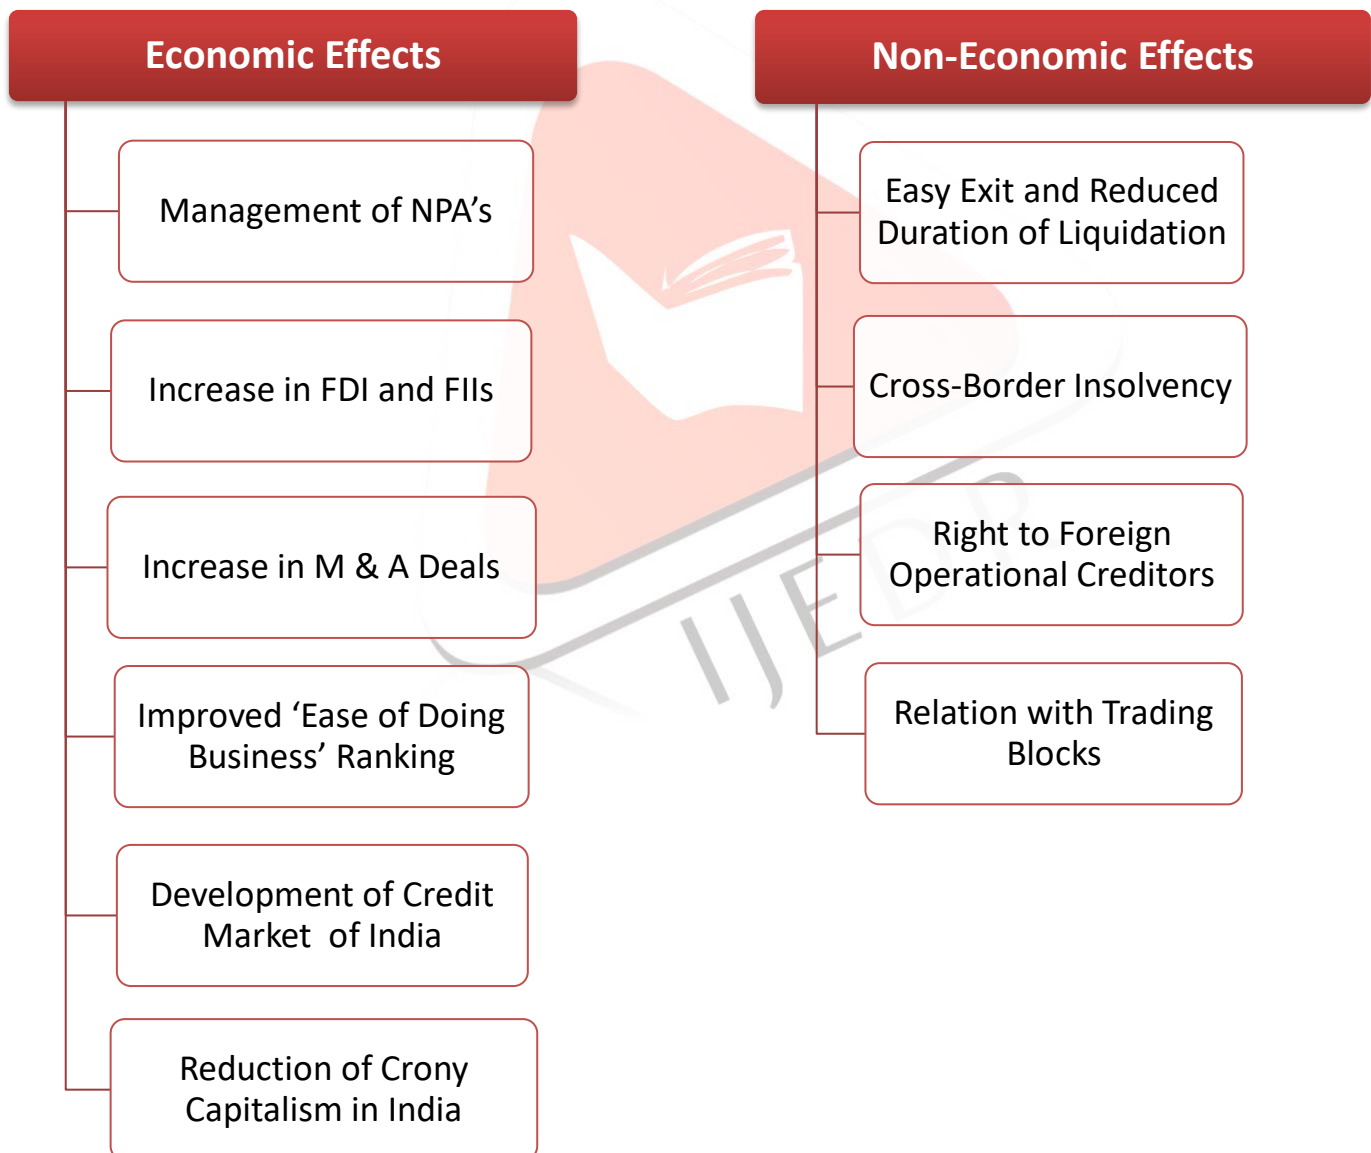 Economic Effects
Management of NPA’s
Increase in FDI and FIIs
Increase in M & A Deals
Improved ‘Ease of Doing
Business’ Ranking
Development of Credit
Market of India
Reduction of Crony
Capitalism in India
Non-Economic Effects
Easy Exit and Reduced
Duration of Liquidation
Cross-Border Insolvency
Right to Foreign
Operational Creditors
Relation with Trading
Blocks
IJEDR